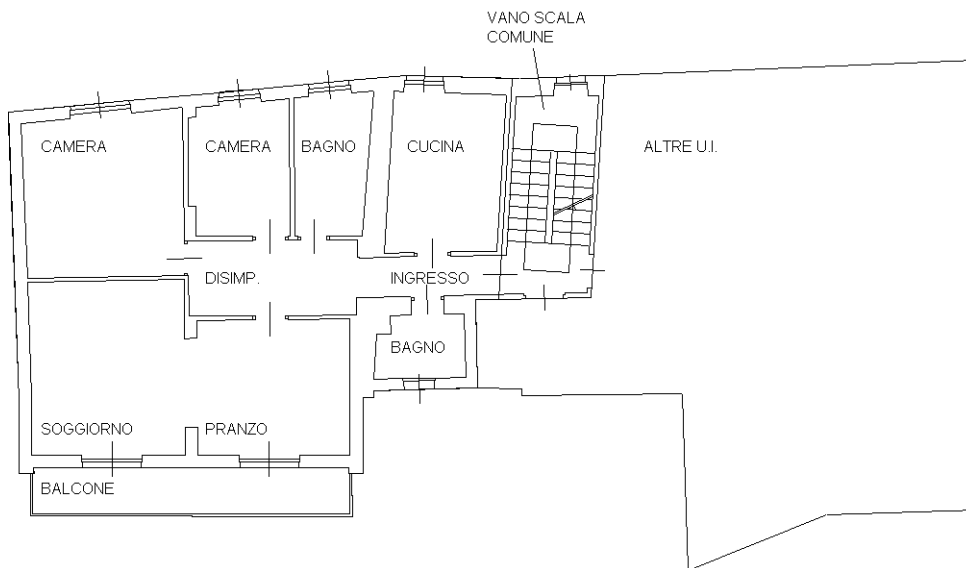 VANO SCALA
COMUNE
CAMERA
CAMERA
BAGNO
CUCINA
ALTRE U.I.
DISIMP.
INGRESSO
BAGNO
SOGGIORNO
PRANZO
BALCONE